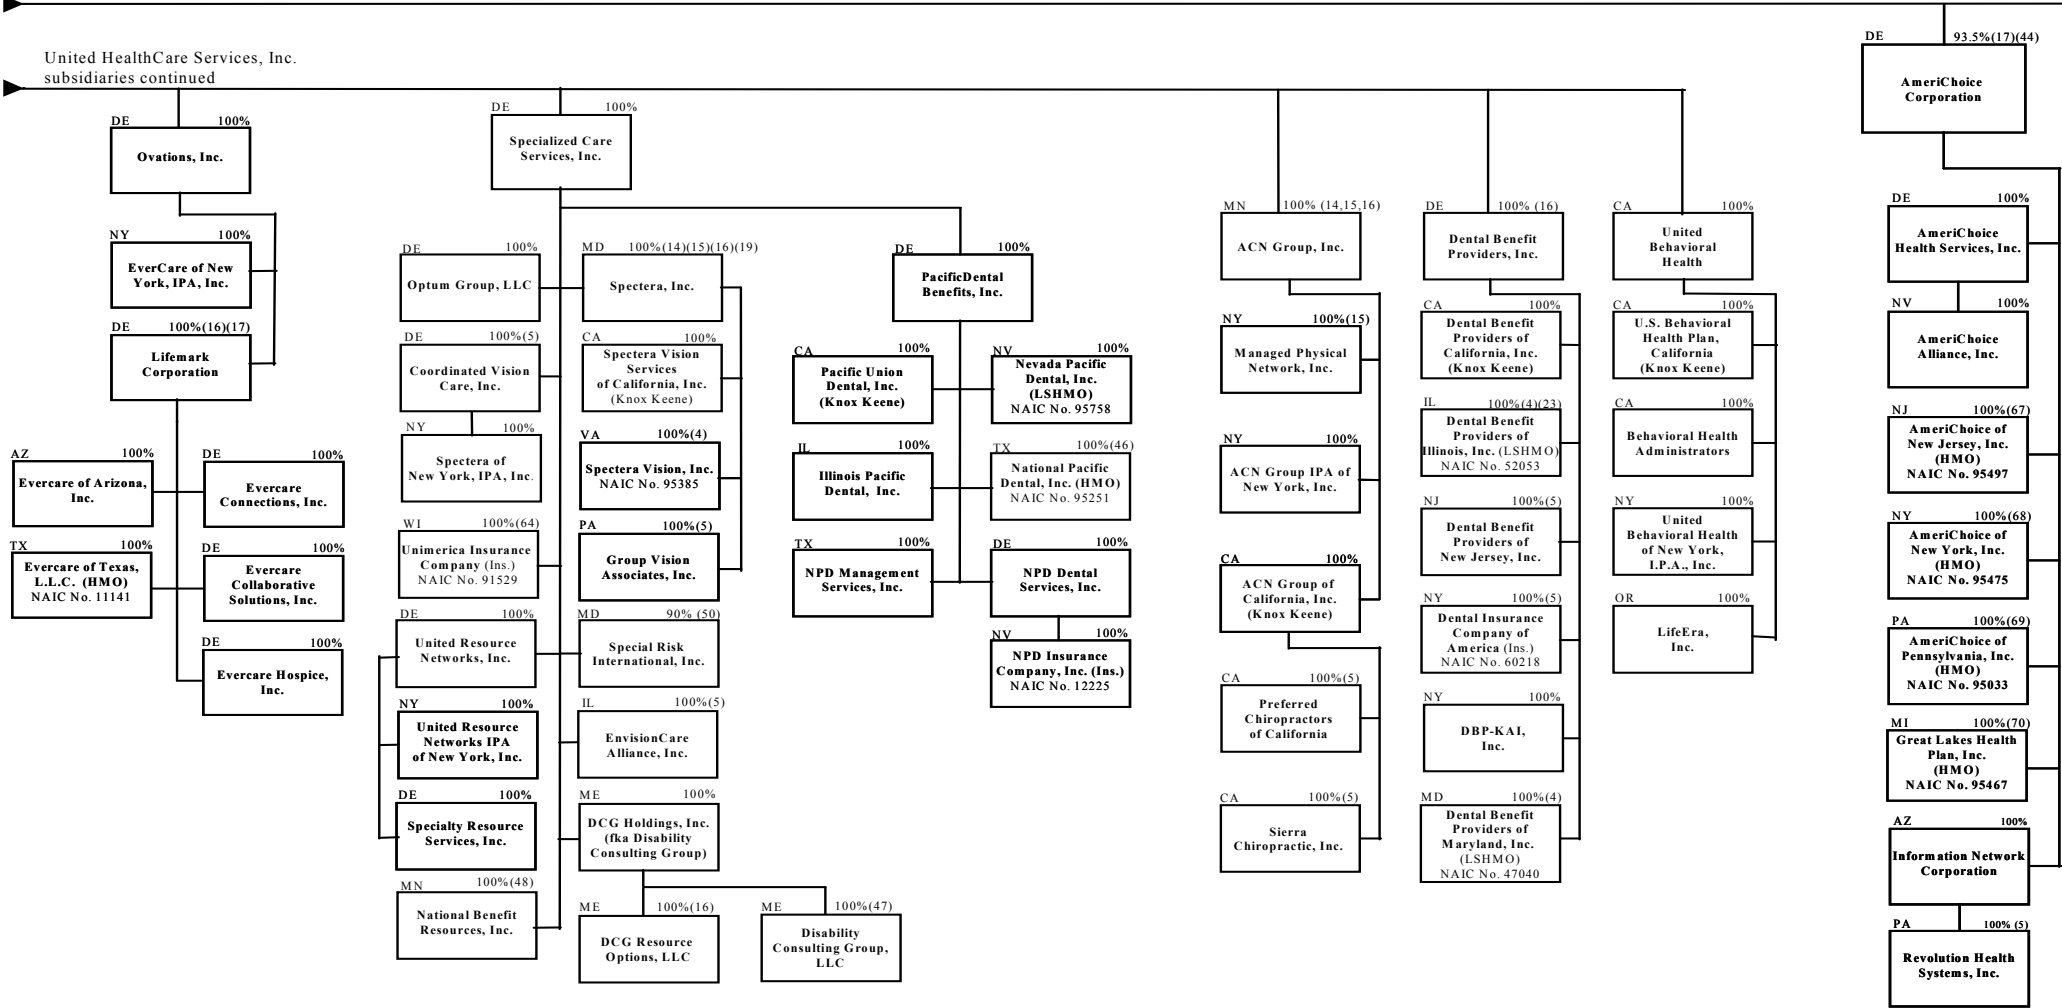 United HealthCare Services, Inc.
subsidiaries continued
DE 93.5%(17)(44)
AmeriChoice
Corporation
DE 100%
Ovations, Inc.
NY 100%
EverCare of New
York, IPA, Inc.
DE 100%(16)(17)
Lifemark
Corporation
AZ 100%
Evercare of Arizona,
Inc.
DE 100%
Evercare
Connections, Inc.
TX 100%
Evercare of Texas,
L.L.C. (HMO)
NAIC No. 11141
DE 100%
Evercare
Collaborative
Solutions, Inc.
DE 100%
Evercare Hospice,
Inc.
DE 100%
Specialized Care
Services, Inc.
DE 100%
Optum Group, LLC
MD 100%(14)(15)(16)(19)
Spectera, Inc.
DE 100%(5)
Coordinated Vision
Care, Inc.
CA 100%
Spectera Vision
Services
of California, Inc.
(Knox Keene)
NY 100%
Spectera of
New York, IPA, Inc.
VA 100%(4)
Spectera Vision, Inc.
NAIC No. 95385
WI 100%(64)
Unimerica Insurance
Company (Ins.)
NAIC No. 91529
PA 100%(5)
Group Vision
Associates, Inc.
DE 100%
United Resource
Networks, Inc.
MD 90% (50)
Special Risk
International, Inc.
NY 100%
United Resource
Networks IPA
of New York, Inc.
IL 100%(5)
EnvisionCare
Alliance, Inc.
DE 100%
Specialty Resource
Services, Inc.
ME 100%
DCG Holdings, Inc.
(fka Disability
Consulting Group)
MN 100%(48)
National Benefit
Resources, Inc.
ME 100%(16)
DCG Resource
Options, LLC
ME 100%(47)
Disability
Consulting Group,
LLC
DE 100%
PacificDental
Benefits, Inc.
CA 100%
Pacific Union
Dental, Inc.
(Knox Keene)
NV 100%
Nevada Pacific
Dental, Inc.
(LSHMO)
NAIC No. 95758
IL 100%
Illinois Pacific
Dental, Inc.
TX 100%(46)
National Pacific
Dental, Inc. (HMO)
NAIC No. 95251
TX 100%
NPD Management
Services, Inc.
DE 100%
NPD Dental
Services, Inc.
NV 100%
NPD Insurance
Company, Inc. (Ins.)
NAIC No. 12225
MN 100% (14,15,16)
ACN Group, Inc.
NY 100%(15)
Managed Physical
Network, Inc.
NY 100%
ACN Group IPA of
New York, Inc.
CA 100%
ACN Group of
California, Inc.
(Knox Keene)
CA 100%(5)
Preferred
Chiropractors
of California
CA 100%(5)
Sierra
Chiropractic, Inc.
DE 100% (16)
Dental Benefit
Providers, Inc.
CA 100%
Dental Benefit
Providers of
California, Inc.
(Knox Keene)
IL 100%(4)(23)
Dental Benefit
Providers of
Illinois, Inc. (LSHMO)
NAIC No. 52053
NJ 100%(5)
Dental Benefit
Providers of
New Jersey, Inc.
NY 100%(5)
Dental Insurance
Company of
America (Ins.)
NAIC No. 60218
NY 100%
DBP-KAI,
Inc.
MD 100%(4)
Dental Benefit
Providers of
Maryland, Inc.
(LSHMO)
NAIC No. 47040
CA 100%
United
Behavioral
Health
CA 100%
U.S. Behavioral
Health Plan,
California
(Knox Keene)
CA 100%
Behavioral Health
Administrators
NY 100%
United
Behavioral Health
of New York,
I.P.A., Inc.
OR 100%
LifeEra,
Inc.
DE 100%
AmeriChoice
Health Services, Inc.
NV 100%
AmeriChoice
Alliance, Inc.
NJ 100%(67)
AmeriChoice of
New Jersey, Inc.
(HMO)
NAIC No. 95497
NY 100%(68)
AmeriChoice of
New York, Inc.
(HMO)
NAIC No. 95475
PA 100%(69)
AmeriChoice of
Pennsylvania, Inc.
(HMO)
NAIC No. 95033
MI 100%(70)
Great Lakes Health
Plan, Inc.
(HMO)
NAIC No. 95467
AZ 100%
Information Network
Corporation
PA 100% (5)
Revolution Health
Systems, Inc.